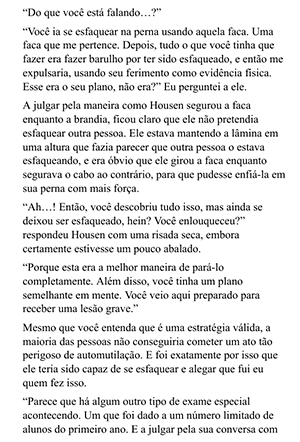 “Do que você está falando…?”
“Você ia se esfaquear na perna usando aquela faca. Uma
faca que me pertence. Depois, tudo o que você tinha que
fazer era fazer barulho por ter sido esfaqueado, e então me
expulsaria, usando seu ferimento como evidência física.
Esse era o seu plano, não era?” Eu perguntei a ele.
A julgar pela maneira como Housen segurou a faca
enquanto a brandia, ficou claro que ele não pretendia
esfaquear outra pessoa. Ele estava mantendo a lâmina em
uma altura que fazia parecer que outra pessoa o estava
esfaqueando, e era óbvio que ele girou a faca enquanto
segurava o cabo ao contrário, para que pudesse enfiá-la em
sua perna com mais força.
“Ah…! Então, você descobriu tudo isso, mas ainda se
deixou ser esfaqueado, hein? Você enlouqueceu?”
respondeu Housen com uma risada seca, embora
certamente estivesse um pouco abalado.
“Porque esta era a melhor maneira de pará-lo
completamente. Além disso, você tinha um plano
semelhante em mente. Você veio aqui preparado para
receber uma lesão grave.”
Mesmo que você entenda que é uma estratégia válida, a
maioria das pessoas não conseguiria cometer um ato tão
perigoso de automutilação. E foi exatamente por isso que
ele teria sido capaz de se esfaquear e alegar que fui eu
quem fez isso.
“Parece que há algum outro tipo de exame especial
acontecendo. Um que foi dado a um número limitado de
alunos do primeiro ano. E a julgar pela sua conversa com